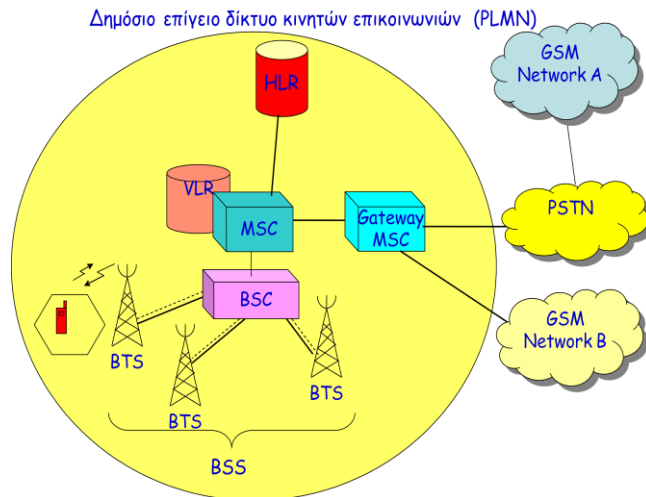 Δημόσιο επίγειο δίκτυο κινητών επικοινωνιών (PLMN)
GSM
Network A
HLR
VLR
MSC
Gateway
MSC
PSTN
BSC
GSM
Network B
BTS
BTS
BTS
BSS